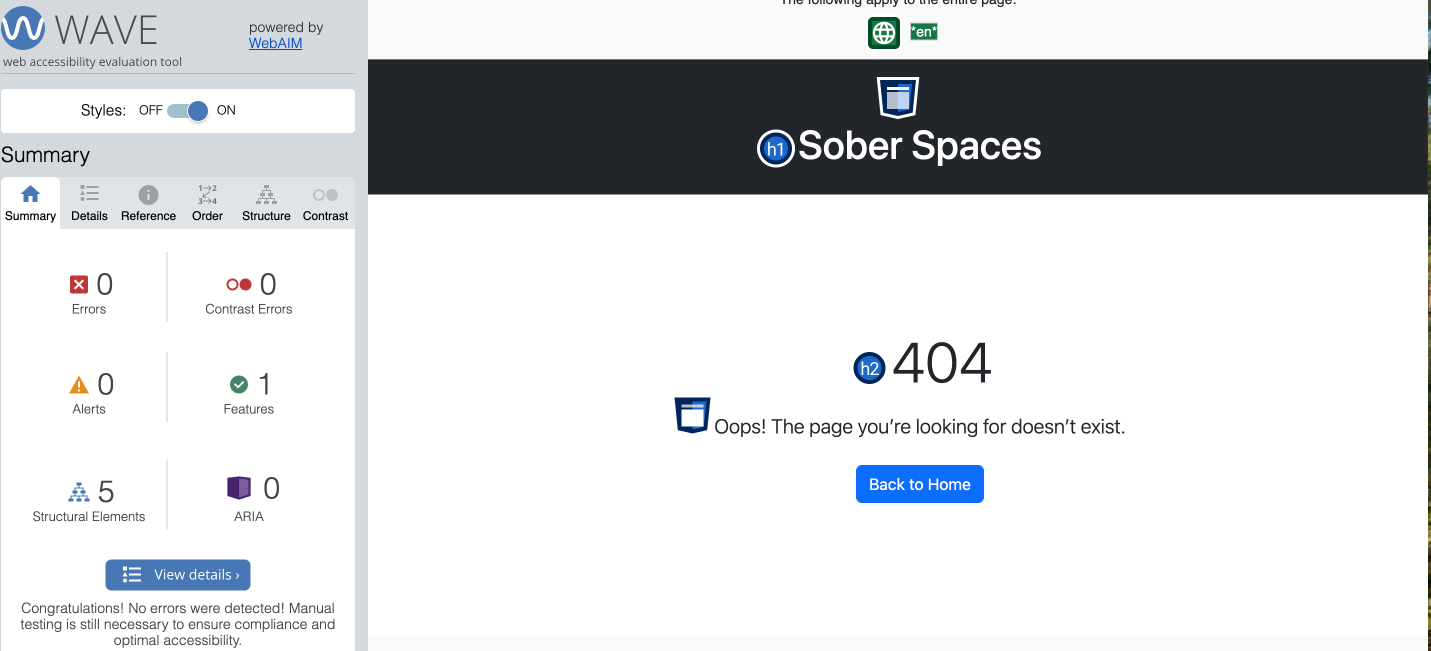 WAVE
powered by
WebAIM
web accessibility evaluation tool
Styles: OFF ON
Summary
Summary Details Reference Order Structure Contrast
0 Errors
0 Contrast Errors
0 Alerts
1 Features
5 Structural Elements
0 ARIA
View details ›
Congratulations! No errors were detected! Manual
testing is still necessary to ensure compliance and
optimal accessibility.
The following apply to the entire page:
*en*
h1 Sober Spaces
h2 404
Oops! The page you’re looking for doesn’t exist.
Back to Home